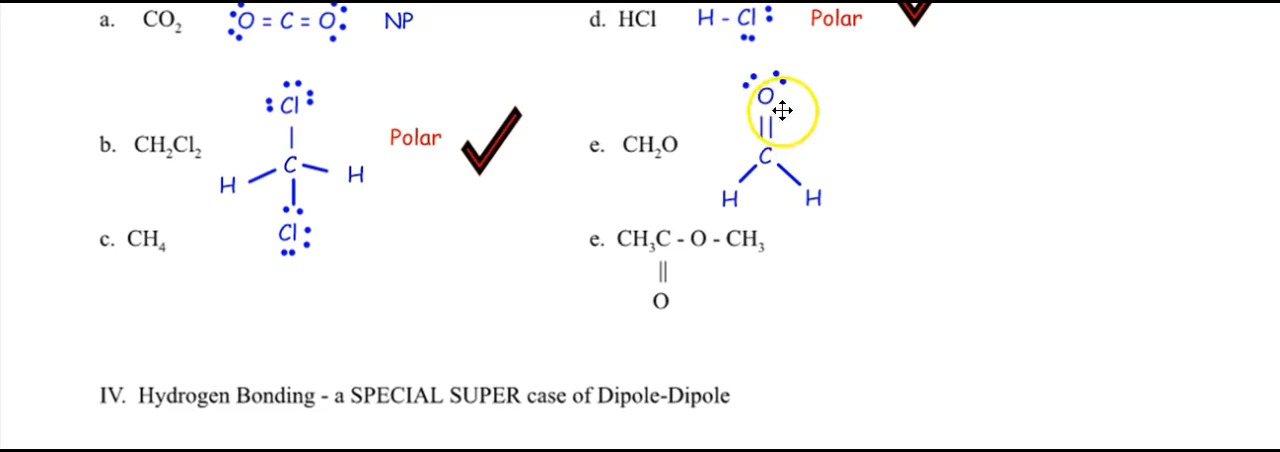 a. CO₂ O = C = O NP
d. HCl H - Cl Polar
b. CH₂Cl₂ Polar
Cl
|
C
H H
Cl
e. CH₂O
O
||
C
H H
c. CH₄
e. CH₃C - O - CH₃
||
O
IV. Hydrogen Bonding - a SPECIAL SUPER case of Dipole-Dipole